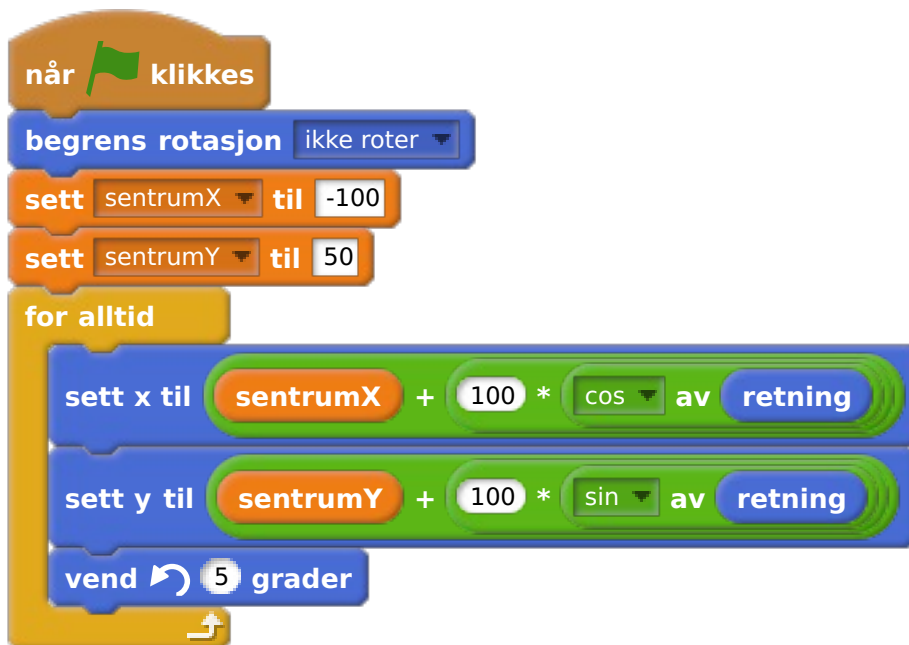 når klikkes
begrens rotasjon ikke roter
sett sentrumX til -100
sett sentrumY til 50
for alltid
sett x til sentrumX + 100 * cos av retning
sett y til sentrumY + 100 * sin av retning
vend 5 grader